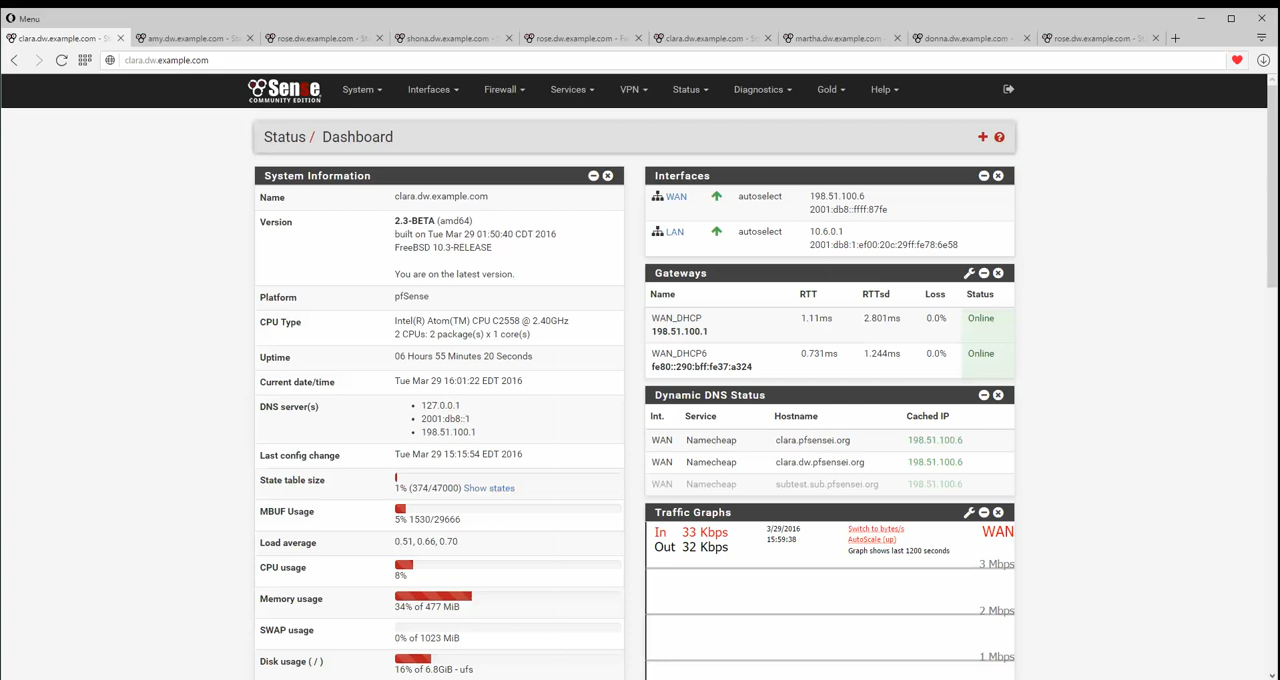 Menu
clara.dw.example.com - S
amy.dw.example.com - St
rose.dw.example.com - S
shona.dw.example.com - S
rose.dw.example.com - F
clara.dw.example.com - S
martha.dw.example.com -
donna.dw.example.com -
rose.dw.example.com - S
clara.dw.example.com
Sense
COMMUNITY EDITION
System
Interfaces
Firewall
Services
VPN
Status
Diagnostics
Gold
Help
Status / Dashboard
System Information
Name clara.dw.example.com
Version 2.3-BETA (amd64)
built on Tue Mar 29 01:50:40 CDT 2016
FreeBSD 10.3-RELEASE
You are on the latest version.
Platform pfSense
CPU Type Intel(R) Atom(TM) CPU C2558 @ 2.40GHz
2 CPUs: 2 package(s) x 1 core(s)
Uptime 06 Hours 55 Minutes 20 Seconds
Current date/time Tue Mar 29 16:01:22 EDT 2016
DNS server(s)
• 127.0.0.1
• 2001:db8::1
• 198.51.100.1
Last config change Tue Mar 29 15:15:54 EDT 2016
State table size
1% (374/47000) Show states
MBUF Usage
5% 1530/29666
Load average 0.51, 0.66, 0.70
CPU usage
8%
Memory usage
34% of 477 MiB
SWAP usage
0% of 1023 MiB
Disk usage ( / )
16% of 6.8GiB - ufs
Interfaces
WAN autoselect 198.51.100.6
2001:db8::ffff:87fe
LAN autoselect 10.6.0.1
2001:db8:1:ef00:20c:29ff:fe78:6e58
Gateways
Name RTT RTTsd Loss Status
WAN_DHCP 1.11ms 2.801ms 0.0% Online
198.51.100.1
WAN_DHCP6 0.731ms 1.244ms 0.0% Online
fe80::290:bff:fe37:a324
Dynamic DNS Status
Int. Service Hostname Cached IP
WAN Namecheap clara.pfsensei.org 198.51.100.6
WAN Namecheap clara.dw.pfsensei.org 198.51.100.6
WAN Namecheap subtest.sub.pfsensei.org 198.51.100.6
Traffic Graphs
In 33 Kbps 3/29/2016 Switch to bytes/s WAN
Out 32 Kbps 15:59:38 AutoScale (up)
Graph shows last 1200 seconds
3 Mbps
2 Mbps
1 Mbps